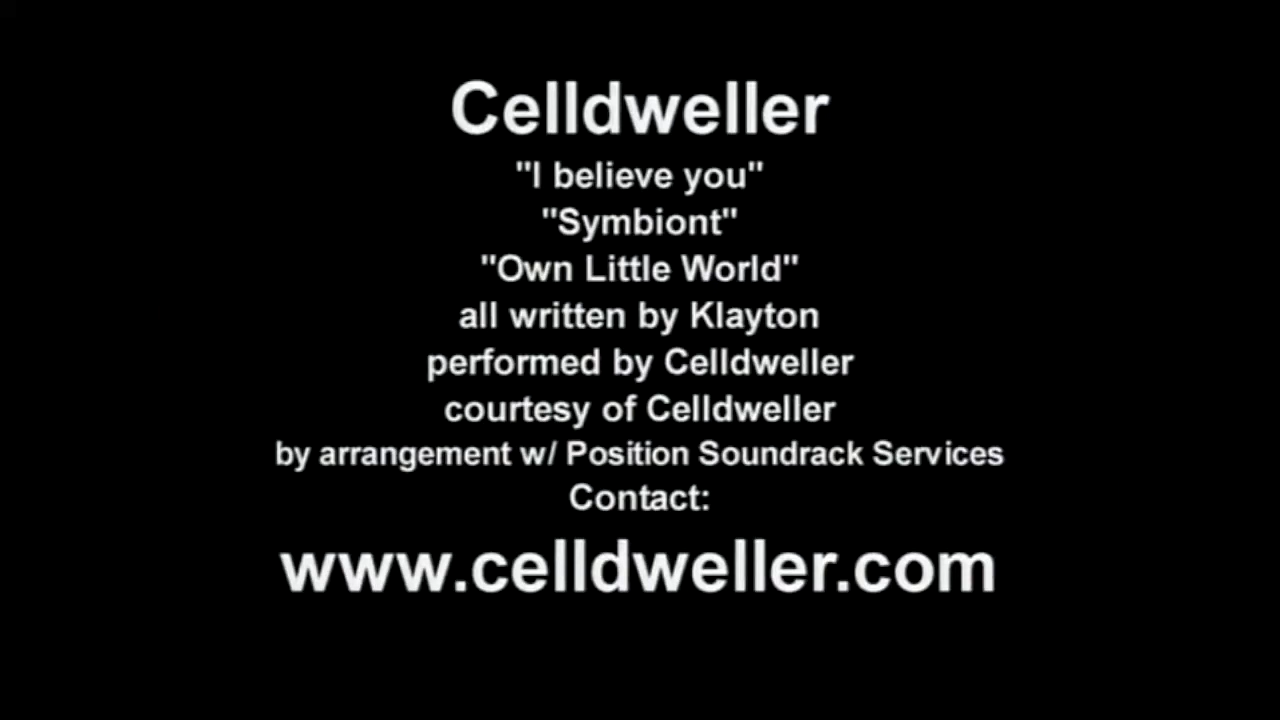 Celldweller
"I believe you"
"Symbiont"
"Own Little World"
all written by Klayton
performed by Celldweller
courtesy of Celldweller
by arrangement w/ Position Soundrack Services
Contact:
www.celldweller.com